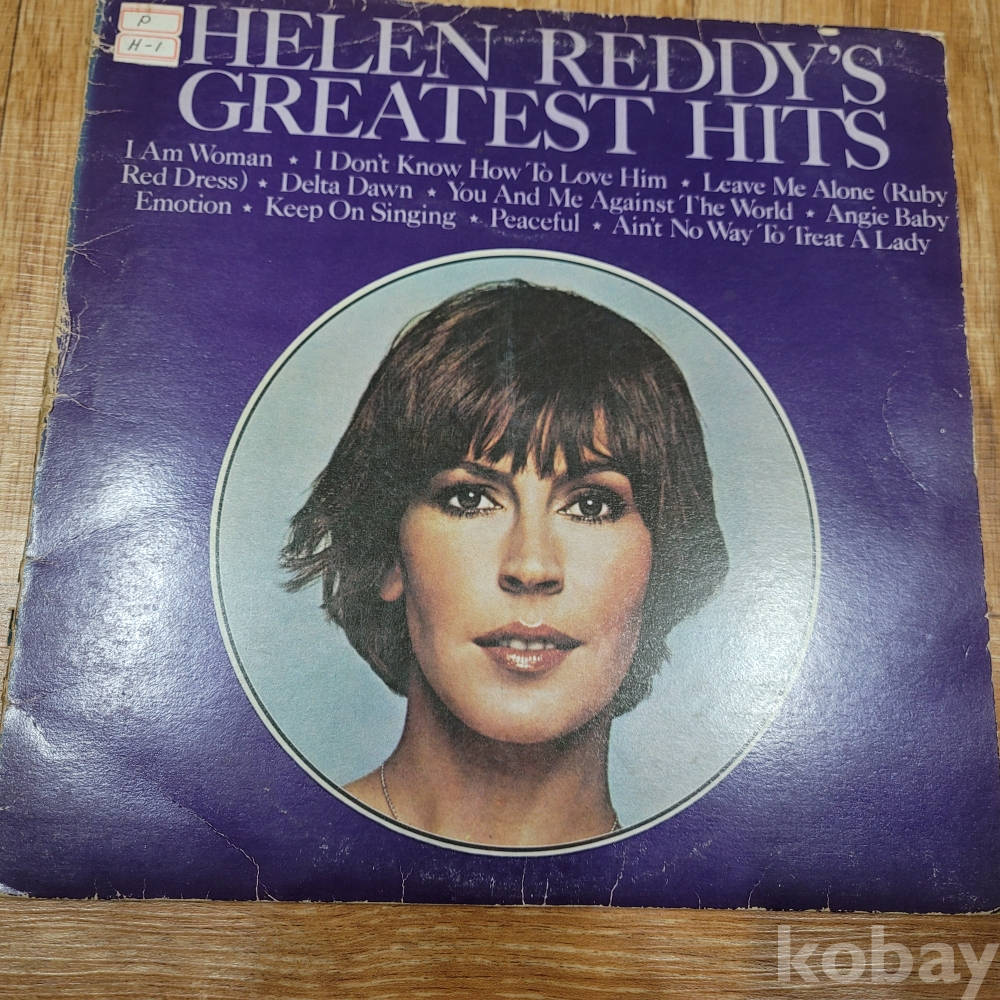 P
H-1
HELEN REDDY'S
GREATEST HITS
I Am Woman ★ I Don't Know How To Love Him ★ Leave Me Alone (Ruby
Red Dress) ★ Delta Dawn ★ You And Me Against The World ★ Angie Baby
Emotion ★ Keep On Singing ★ Peaceful ★ Ain't No Way To Treat A Lady
kobay